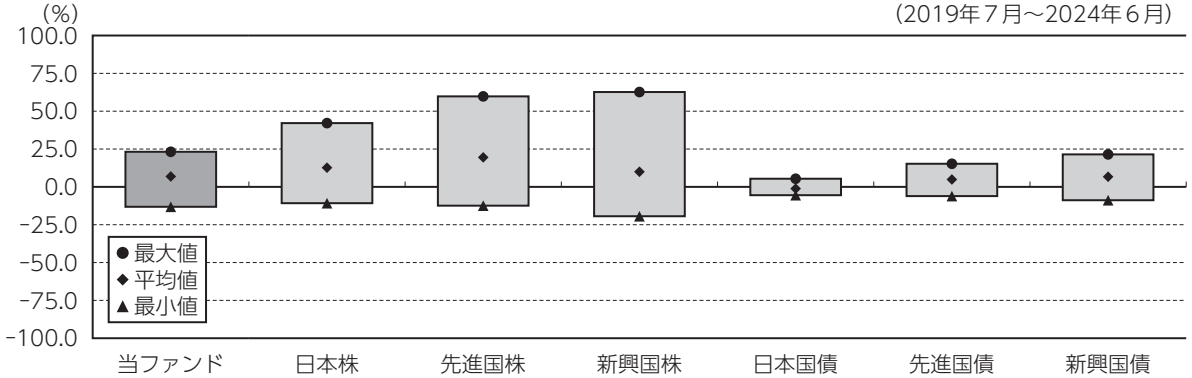 (%)
(2019年7月~2024年6月)
100.0
75.0
50.0
25.0
0.0
-25.0
-50.0
-75.0
-100.0
最大値
平均値
最小値
当ファンド 日本株 先進国株 新興国株 日本国債 先進国債 新興国債